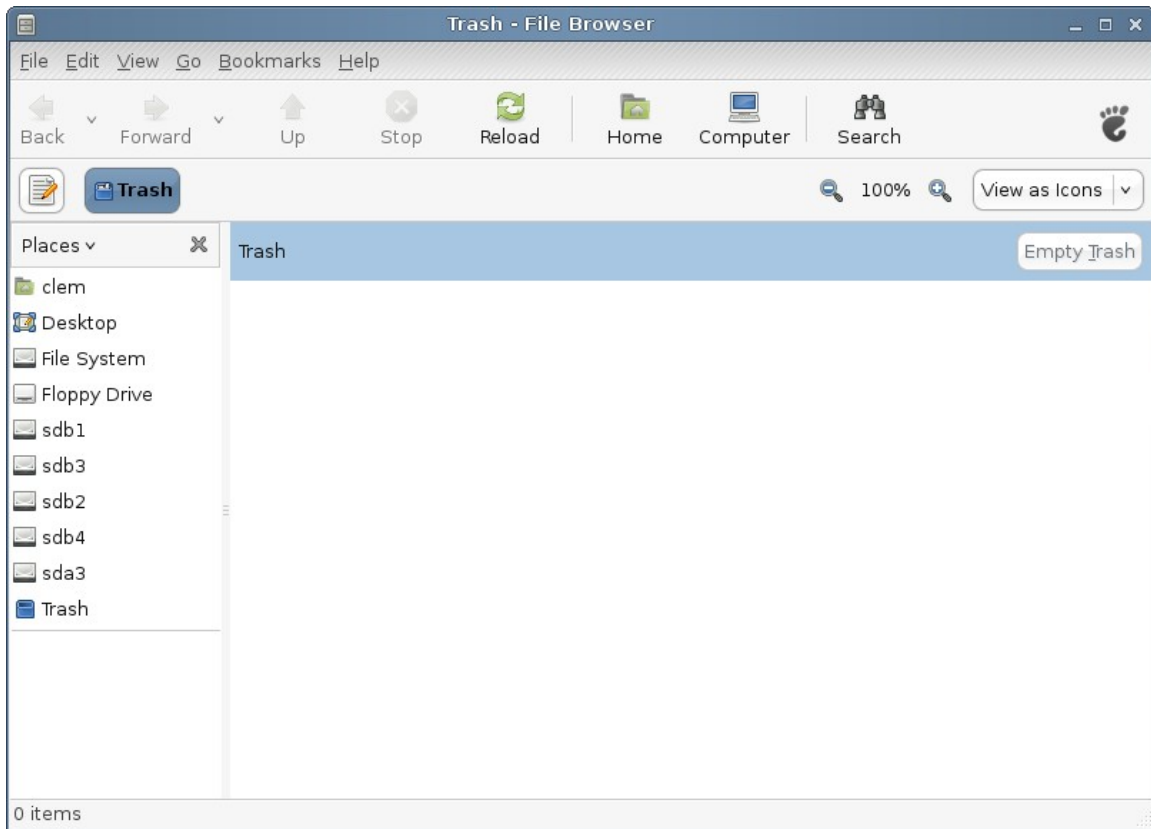 Trash - File Browser
File Edit View Go Bookmarks Help
Back Forward Up Stop Reload Home Computer Search
Trash 100% View as Icons
Places
Trash Empty Trash
clem
Desktop
File System
Floppy Drive
sdb1
sdb3
sdb2
sdb4
sda3
Trash
0 items